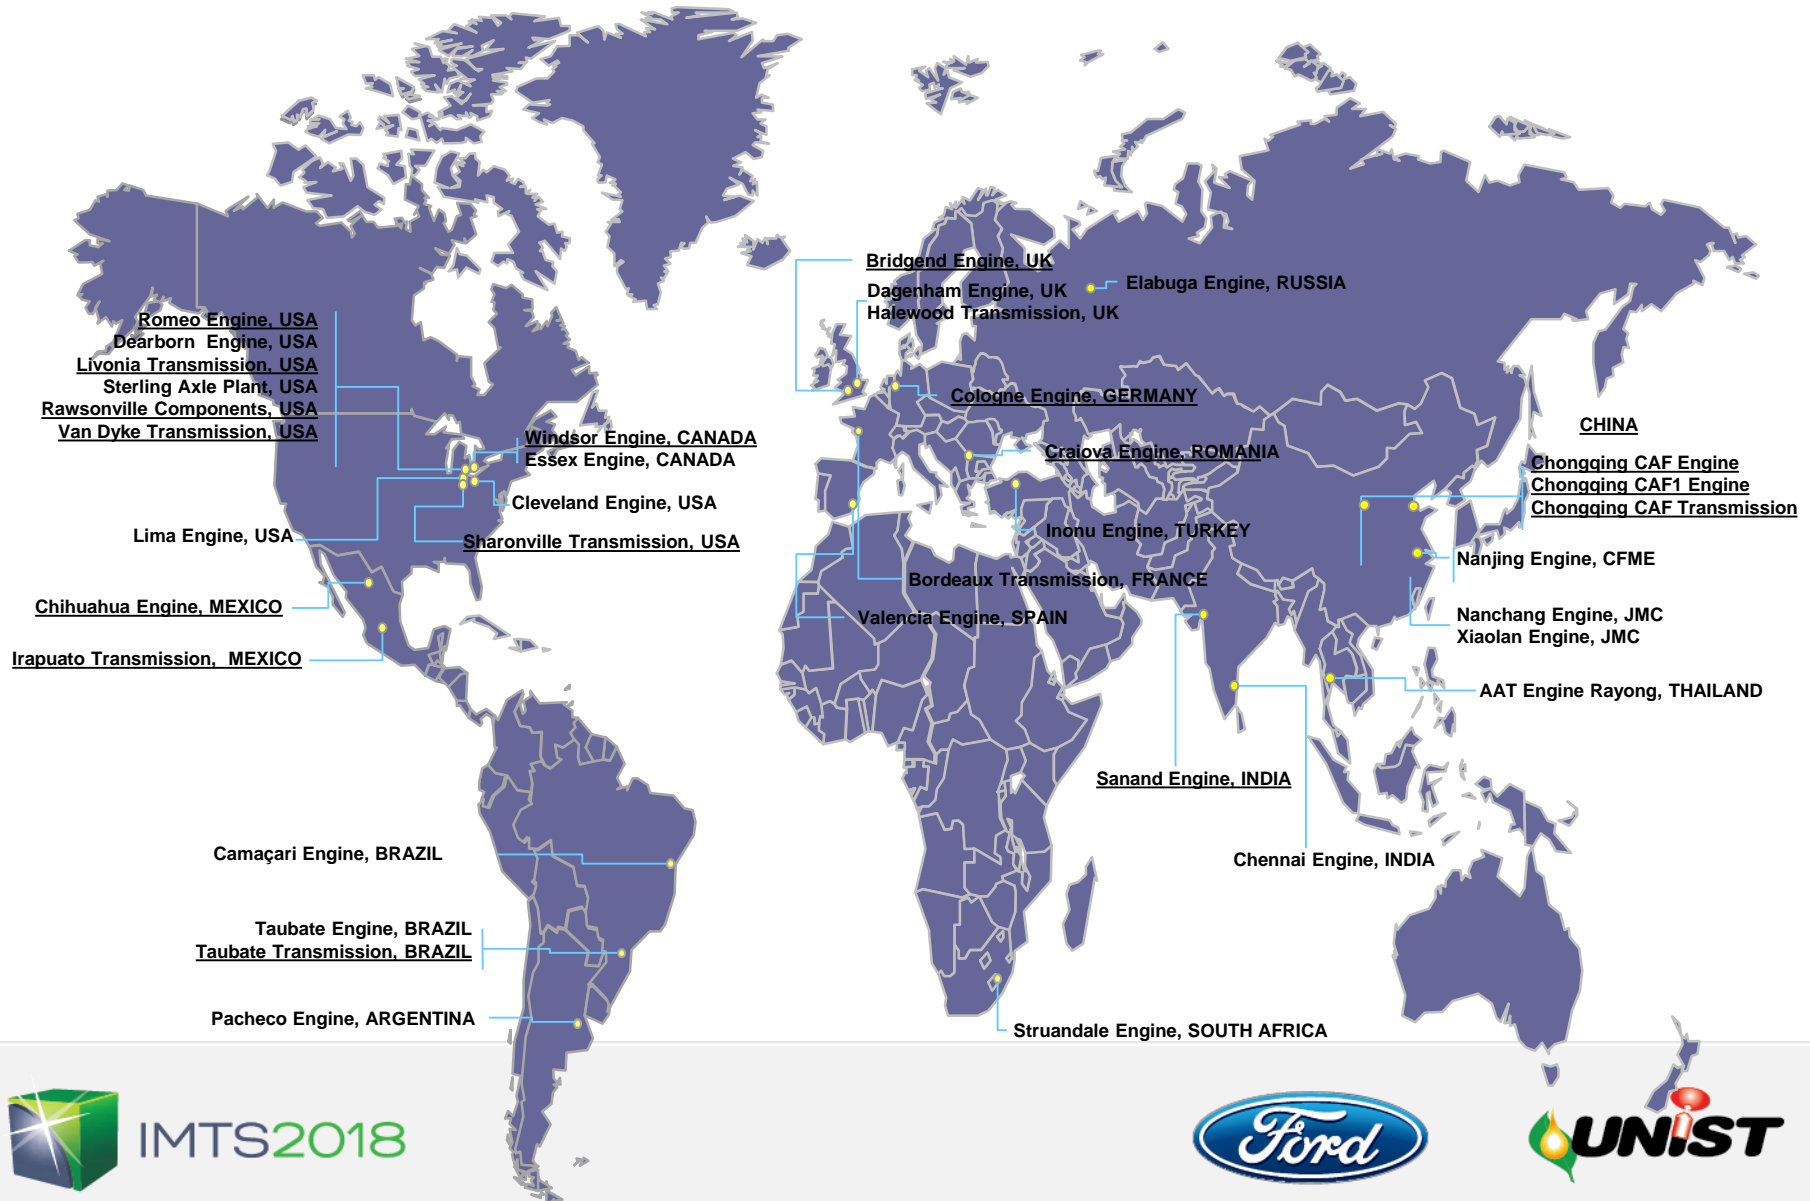 Bridgend Engine, UK
Dagenham Engine, UK
Halewood Transmission, UK
Elabuga Engine, RUSSIA
Romeo Engine, USA
Dearborn Engine, USA
Livonia Transmission, USA
Sterling Axle Plant, USA
Rawsonville Components, USA
Van Dyke Transmission, USA
Cologne Engine, GERMANY
Windsor Engine, CANADA
Essex Engine, CANADA
Craiova Engine, ROMANIA
CHINA
Chongqing CAF Engine
Chongqing CAF1 Engine
Chongqing CAF Transmission
Cleveland Engine, USA
Lima Engine, USA
Sharonville Transmission, USA
Inonu Engine, TURKEY
Nanjing Engine, CFME
Bordeaux Transmission, FRANCE
Chihuahua Engine, MEXICO
Valencia Engine, SPAIN
Nanchang Engine, JMC
Xiaolan Engine, JMC
Irapuato Transmission, MEXICO
AAT Engine Rayong, THAILAND
Sanand Engine, INDIA
Camaçari Engine, BRAZIL
Chennai Engine, INDIA
Taubate Engine, BRAZIL
Taubate Transmission, BRAZIL
Pacheco Engine, ARGENTINA
Struandale Engine, SOUTH AFRICA
IMTS2018
Ford
UNiST